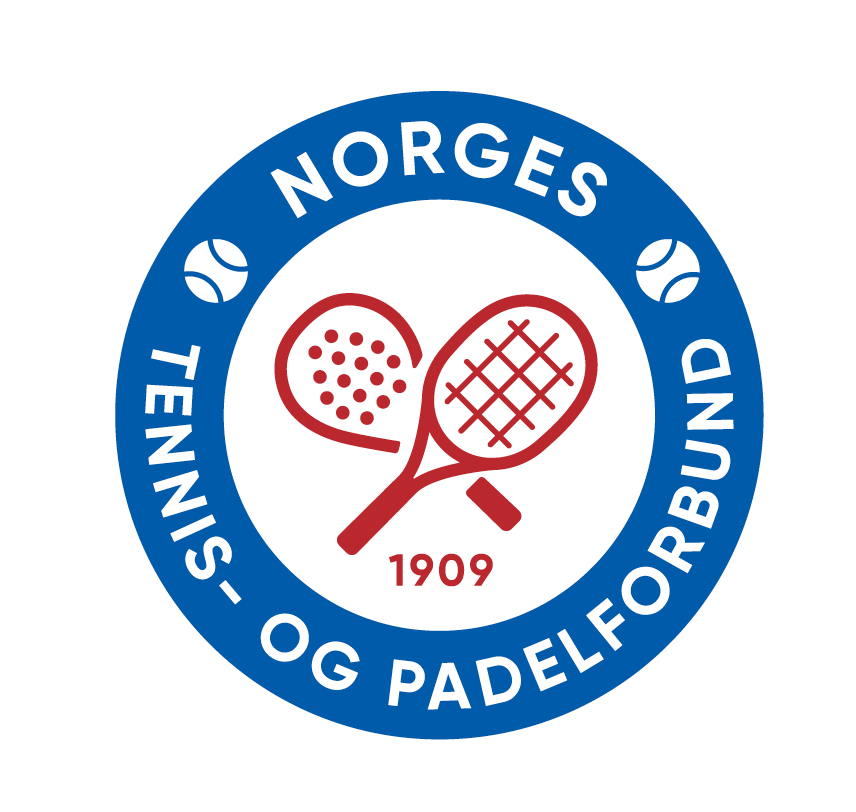 NORGES
TENNIS- OG PADELFORBUND
1909